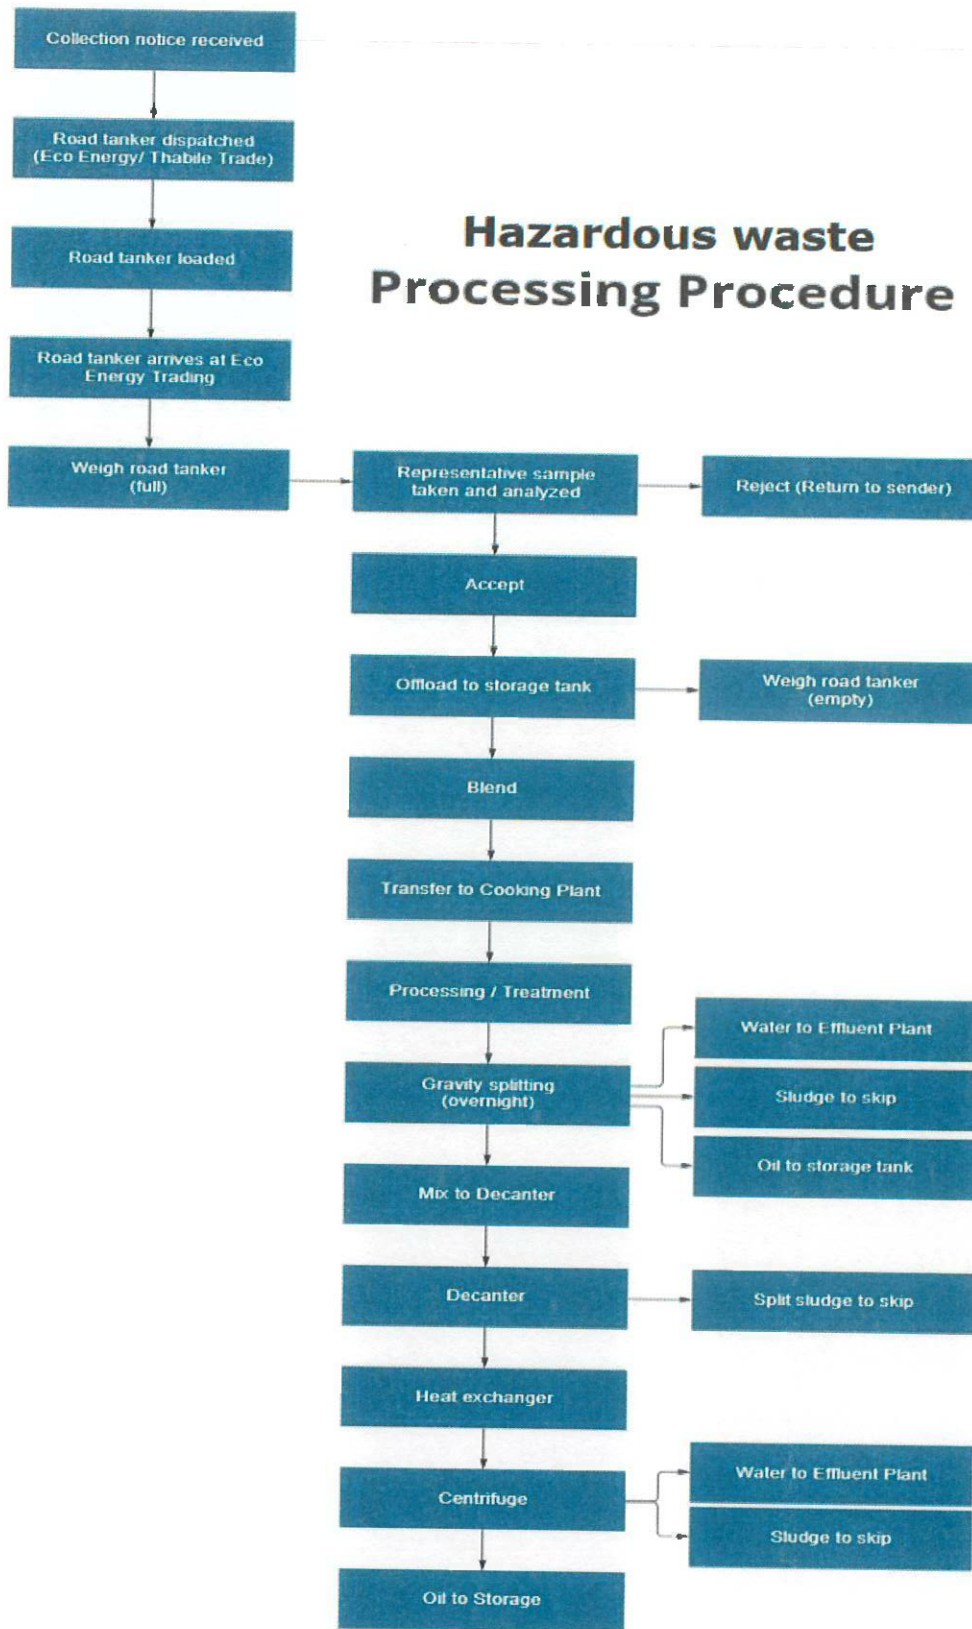 Collection notice received
Road tanker dispatched
(Eco Energy/ Thabile Trade)
Road tanker loaded
Hazardous waste
Processing Procedure
Road tanker arrives at Eco
Energy Trading
Weigh road tanker
(full)
Representative sample
taken and analyzed
Reject (Return to sender)
Accept
Offload to storage tank
Weigh road tanker
(empty)
Blend
Transfer to Cooking Plant
Processing / Treatment
Gravity splitting
(overnight)
Water to Effluent Plant
Sludge to skip
Oil to storage tank
Mix to Decanter
Decanter
Split sludge to skip
Heat exchanger
Centrifuge
Water to Effluent Plant
Sludge to skip
Oil to Storage